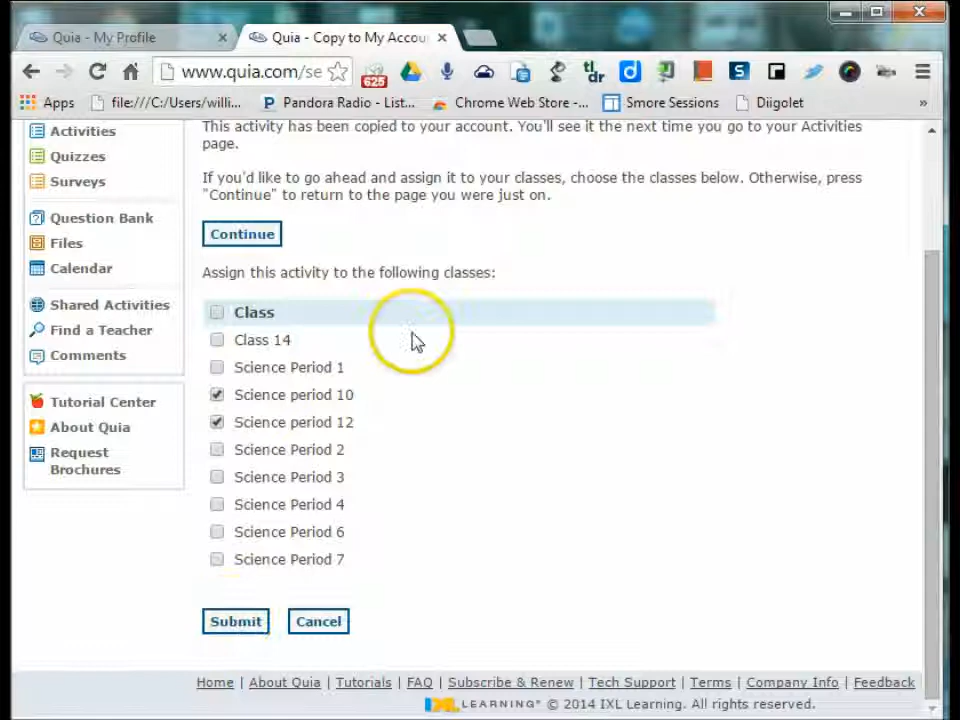 Quia - My Profile
Quia - Copy to My Accou
www.quia.com/se
625
tl;
dr
d
S
Apps
file:///C:/Users/willi...
Pandora Radio - List...
Chrome Web Store -...
Smore Sessions
Diigolet
»
Activities
Quizzes
Surveys
Question Bank
Files
Calendar
Shared Activities
Find a Teacher
Comments
Tutorial Center
About Quia
Request
Brochures
This activity has been copied to your account. You'll see it the next time you go to your Activities
page.
If you'd like to go ahead and assign it to your classes, choose the classes below. Otherwise, press
"Continue" to return to the page you were just on.
Continue
Assign this activity to the following classes:
Class
Class 14
Science Period 1
Science period 10
Science period 12
Science Period 2
Science Period 3
Science Period 4
Science Period 6
Science Period 7
Submit Cancel
Home | About Quia | Tutorials | FAQ | Subscribe & Renew | Tech Support | Terms | Company Info | Feedback
IXL LEARNING® © 2014 IXL Learning. All rights reserved.